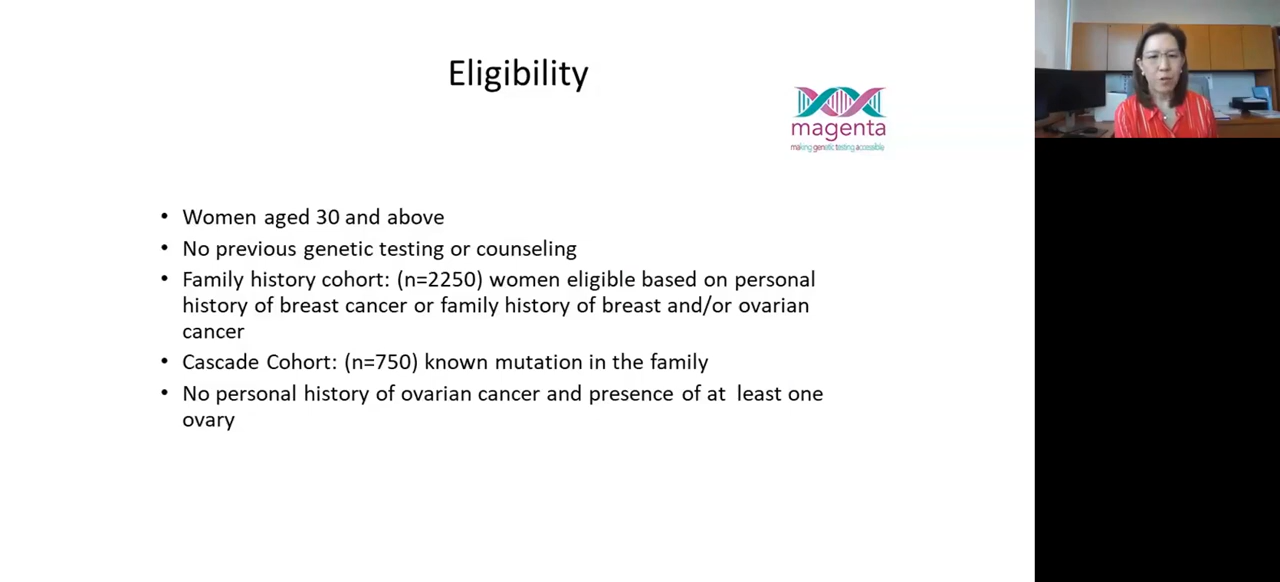 Eligibility
magenta
making genetic testing accessible
• Women aged 30 and above
• No previous genetic testing or counseling
• Family history cohort: (n=2250) women eligible based on personal
history of breast cancer or family history of breast and/or ovarian
cancer
• Cascade Cohort: (n=750) known mutation in the family
• No personal history of ovarian cancer and presence of at least one
ovary